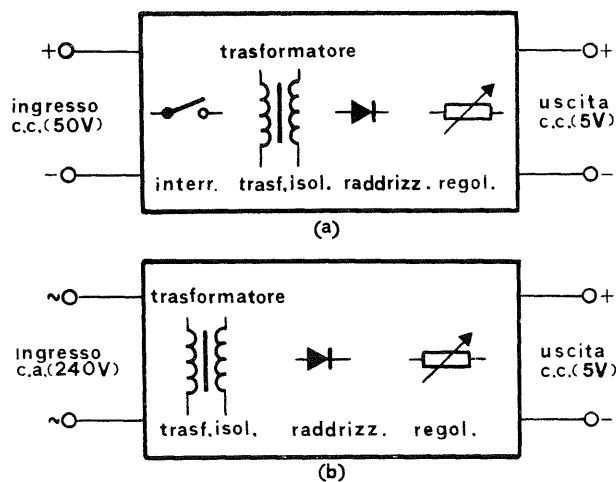 + trasformatore +
ingresso c.c.(50V) uscita c.c.(5V)
− interr. trasf.isol. raddrizz. regol. −
(a)
~ trasformatore +
ingresso c.a.(240V) uscita c.c.(5V)
~ trasf.isol. raddrizz. regol. −
(b)